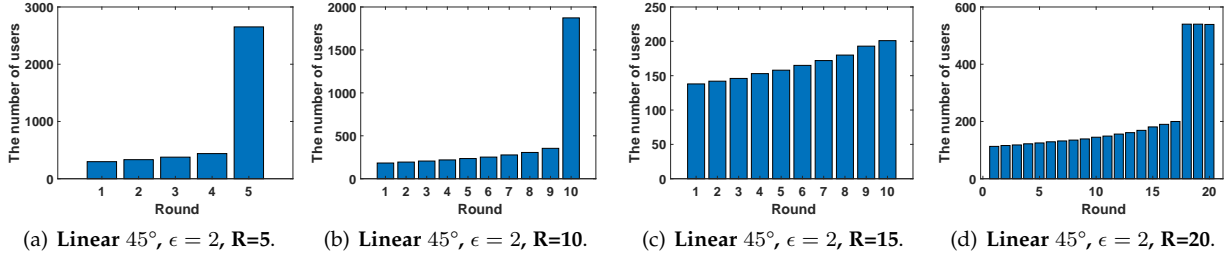 The number of users
3000
2000
1000
0
1 2 3 4 5
Round
(a) Linear 45°, ϵ = 2, R=5.
The number of users
2000
1500
1000
500
0
1 2 3 4 5 6 7 8 9 10
Round
(b) Linear 45°, ϵ = 2, R=10.
The number of users
250
200
150
100
50
0
1 2 3 4 5 6 7 8 9 10
Round
(c) Linear 45°, ϵ = 2, R=15.
The number of users
600
400
200
0
0 5 10 15 20
Round
(d) Linear 45°, ϵ = 2, R=20.